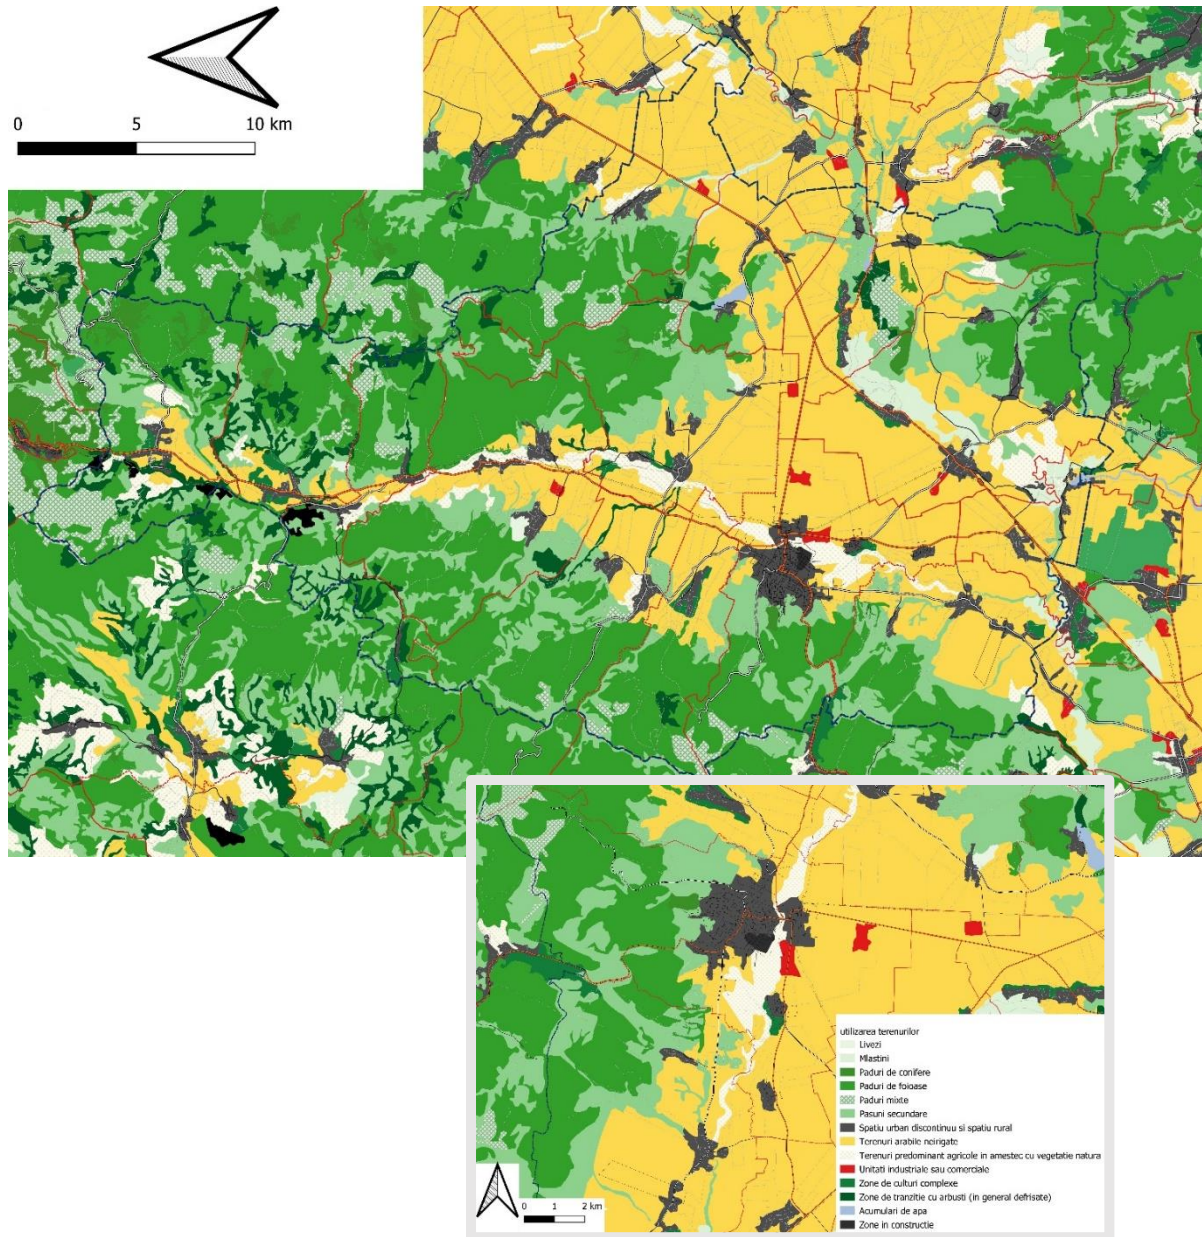 0 5 10 km
utilizarea terenurilor
Livezi
Mlastini
Paduri de conifere
Paduri de foioase
Paduri mixte
Pasuni secundare
Spatiu urban discontinuu si spatiu rural
Terenuri arabile neirigate
Terenuri predominant agricole in amestec cu vegetatie natura
Unitati industriale sau comerciale
Zone de culturi complexe
Zone de tranzitie cu arbusti (in general defrisate)
Acumulari de apa
Zone in constructie
0 1 2 km